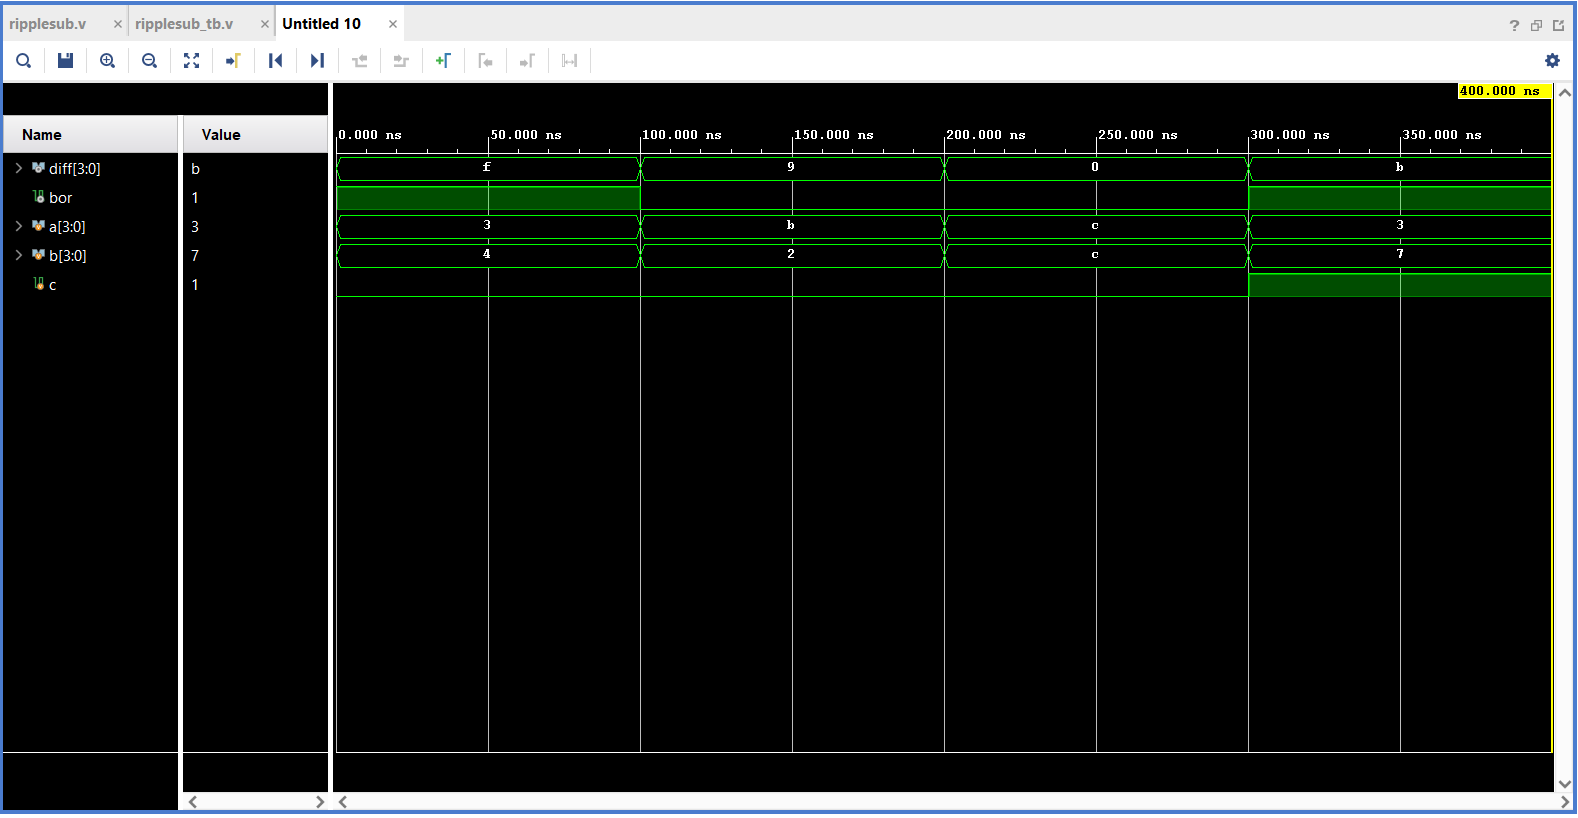 ripplesub.v × ripplesub_tb.v × Untitled 10 ×
?
400.000 ns
Name Value 0.000 ns 50.000 ns 100.000 ns 150.000 ns 200.000 ns 250.000 ns 300.000 ns 350.000 ns
diff[3:0] b f 9 0 b
bor 1
a[3:0] 3 3 b c 3
b[3:0] 7 4 2 c 7
c 1